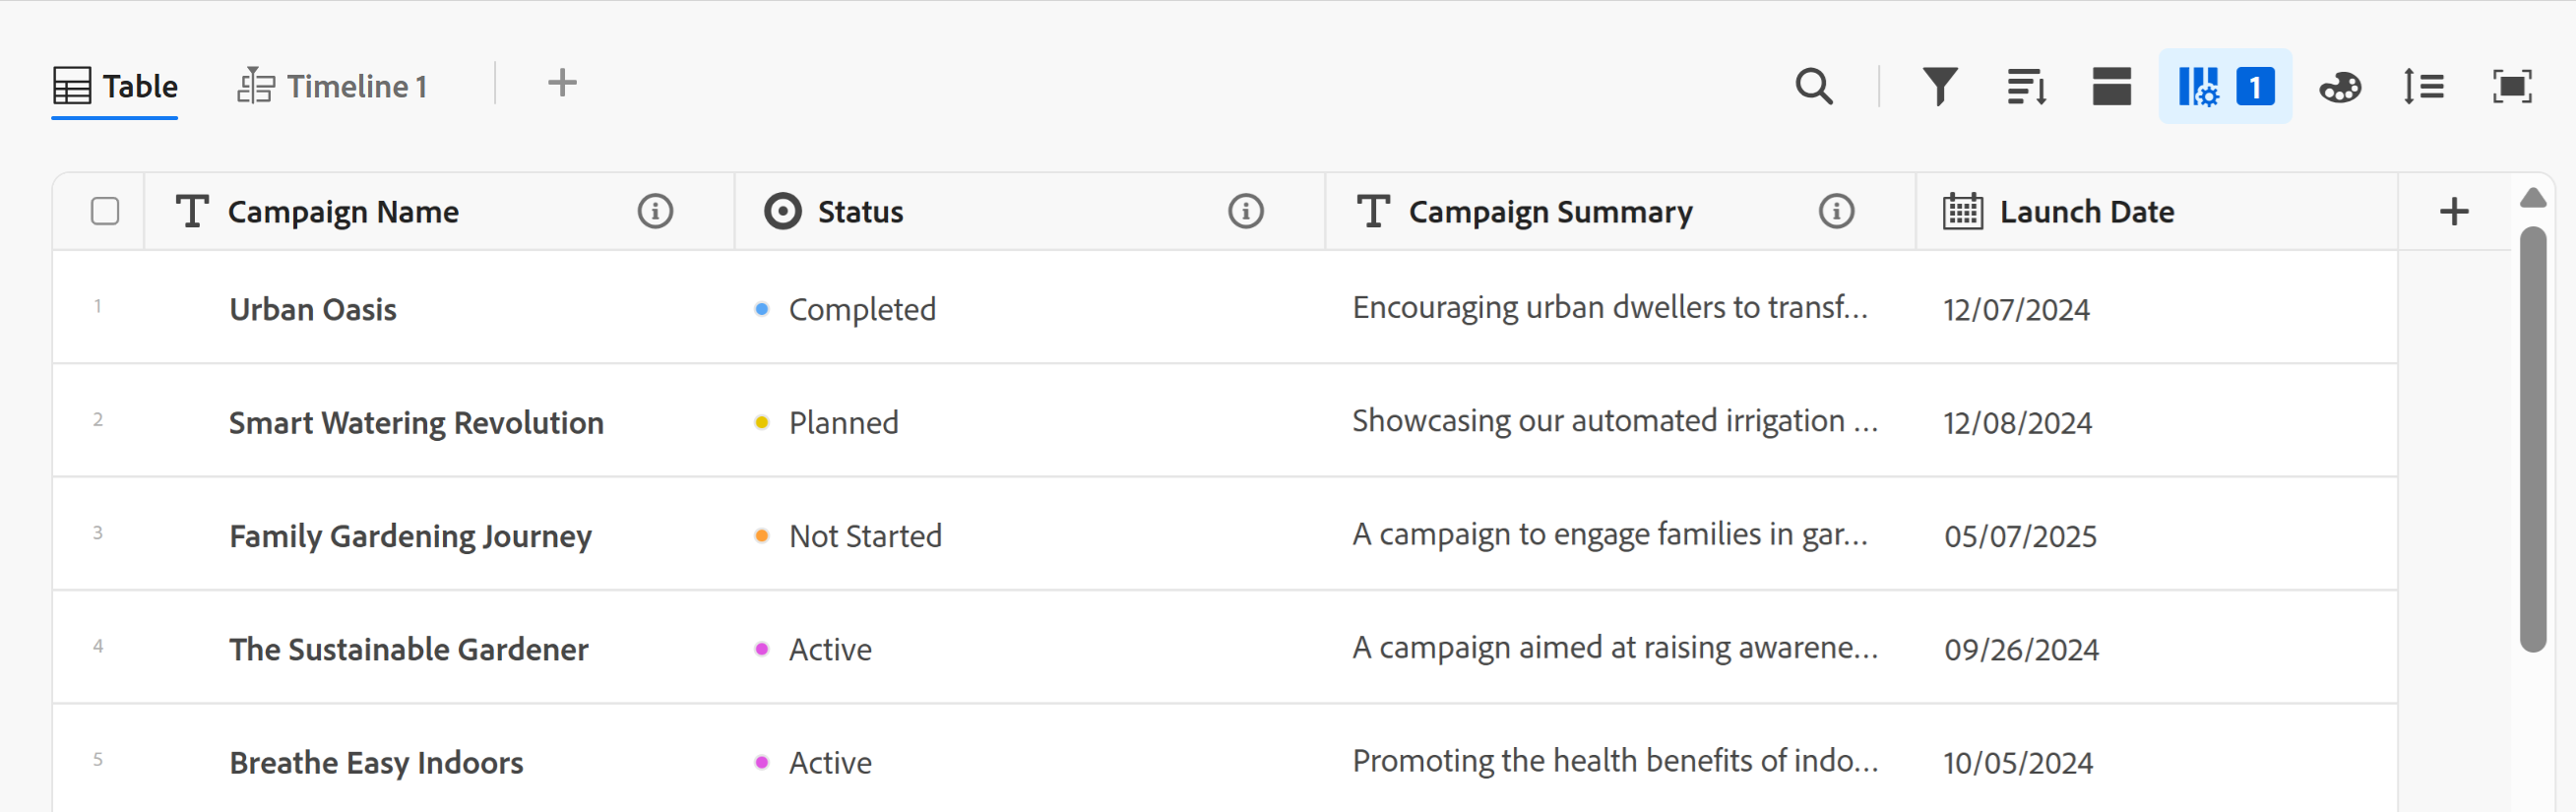 Table Timeline 1
1
Campaign Name Status Campaign Summary Launch Date
1 Urban Oasis Completed Encouraging urban dwellers to transf... 12/07/2024
2 Smart Watering Revolution Planned Showcasing our automated irrigation ... 12/08/2024
3 Family Gardening Journey Not Started A campaign to engage families in gar... 05/07/2025
4 The Sustainable Gardener Active A campaign aimed at raising awarene... 09/26/2024
5 Breathe Easy Indoors Active Promoting the health benefits of indo... 10/05/2024